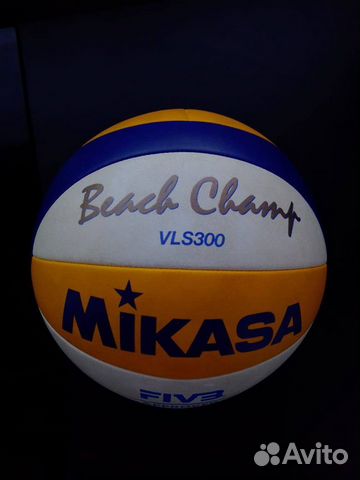 Beach Champ
VLS300
MIKASA
FIVB
Avito